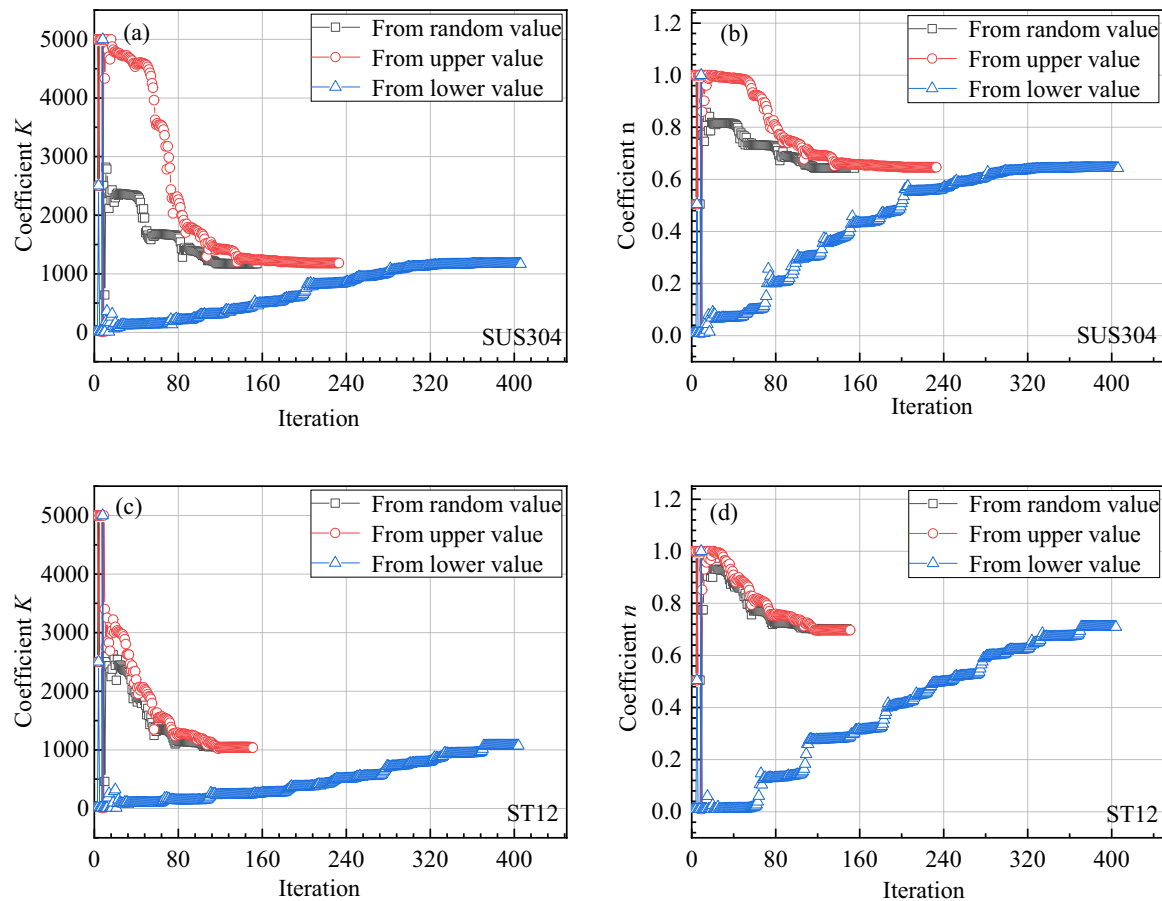 (a)
From random value
From upper value
From lower value
5000
4000
3000
2000
1000
0
Coefficient K
SUS304
0 80 160 240 320 400
Iteration
(b)
From random value
From upper value
From lower value
1.2
1.0
0.8
0.6
0.4
0.2
0.0
Coefficient n
SUS304
0 80 160 240 320 400
Iteration
(c)
From random value
From upper value
From lower value
5000
4000
3000
2000
1000
0
Coefficient K
ST12
0 80 160 240 320 400
Iteration
(d)
From random value
From upper value
From lower value
1.2
1.0
0.8
0.6
0.4
0.2
0.0
Coefficient n
ST12
0 80 160 240 320 400
Iteration